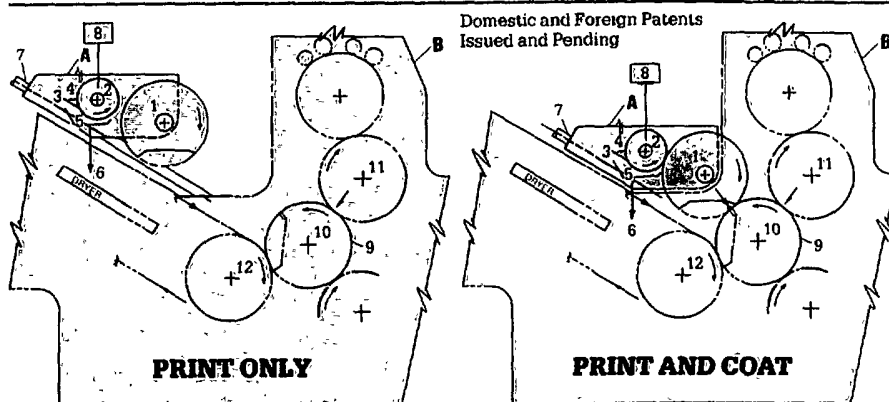 Domestic and Foreign Patents
Issued and Pending
7
A
8
3 4 2
5
1
6
DRYER
B
11
10
9
12
PRINT ONLY
7
A
8
3 4 2
5
1
6
DRYER
B
11
10
9
12
PRINT AND COAT